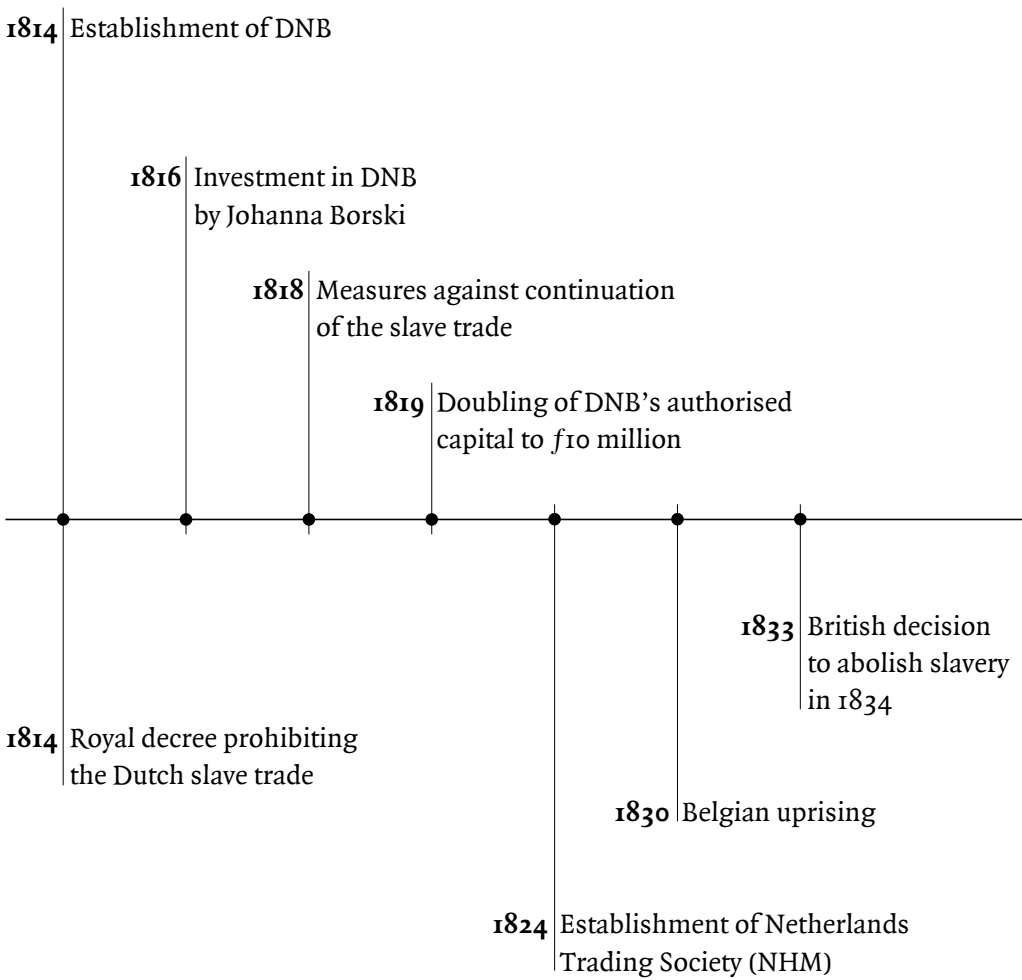 1814 Establishment of DNB
1816 Investment in DNB
by Johanna Borski
1818 Measures against continuation
of the slave trade
1819 Doubling of DNB’s authorised
capital to ƒ10 million
1833 British decision
to abolish slavery
in 1834
1814 Royal decree prohibiting
the Dutch slave trade
1830 Belgian uprising
1824 Establishment of Netherlands
Trading Society (NHM)